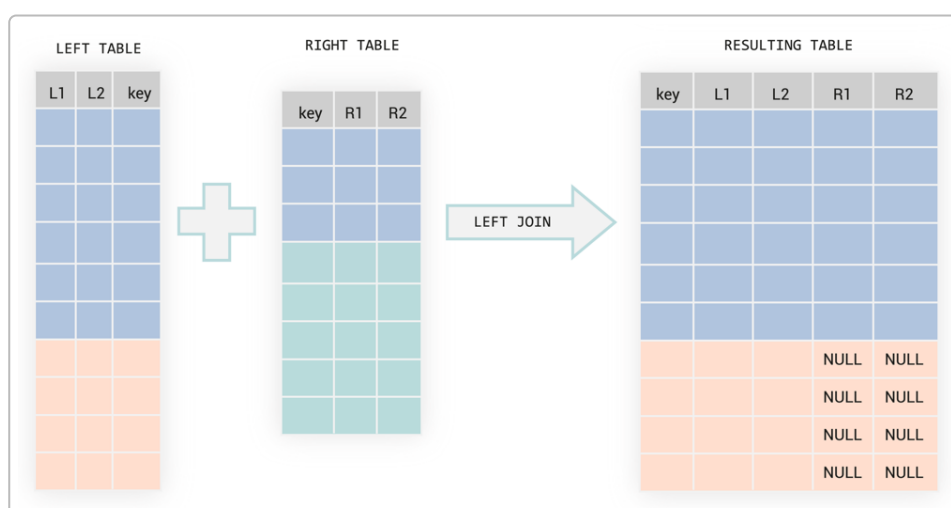 LEFT TABLE
RIGHT TABLE
RESULTING TABLE
L1 L2 key
key R1 R2
key L1 L2 R1 R2
LEFT JOIN
NULL NULL
NULL NULL
NULL NULL
NULL NULL